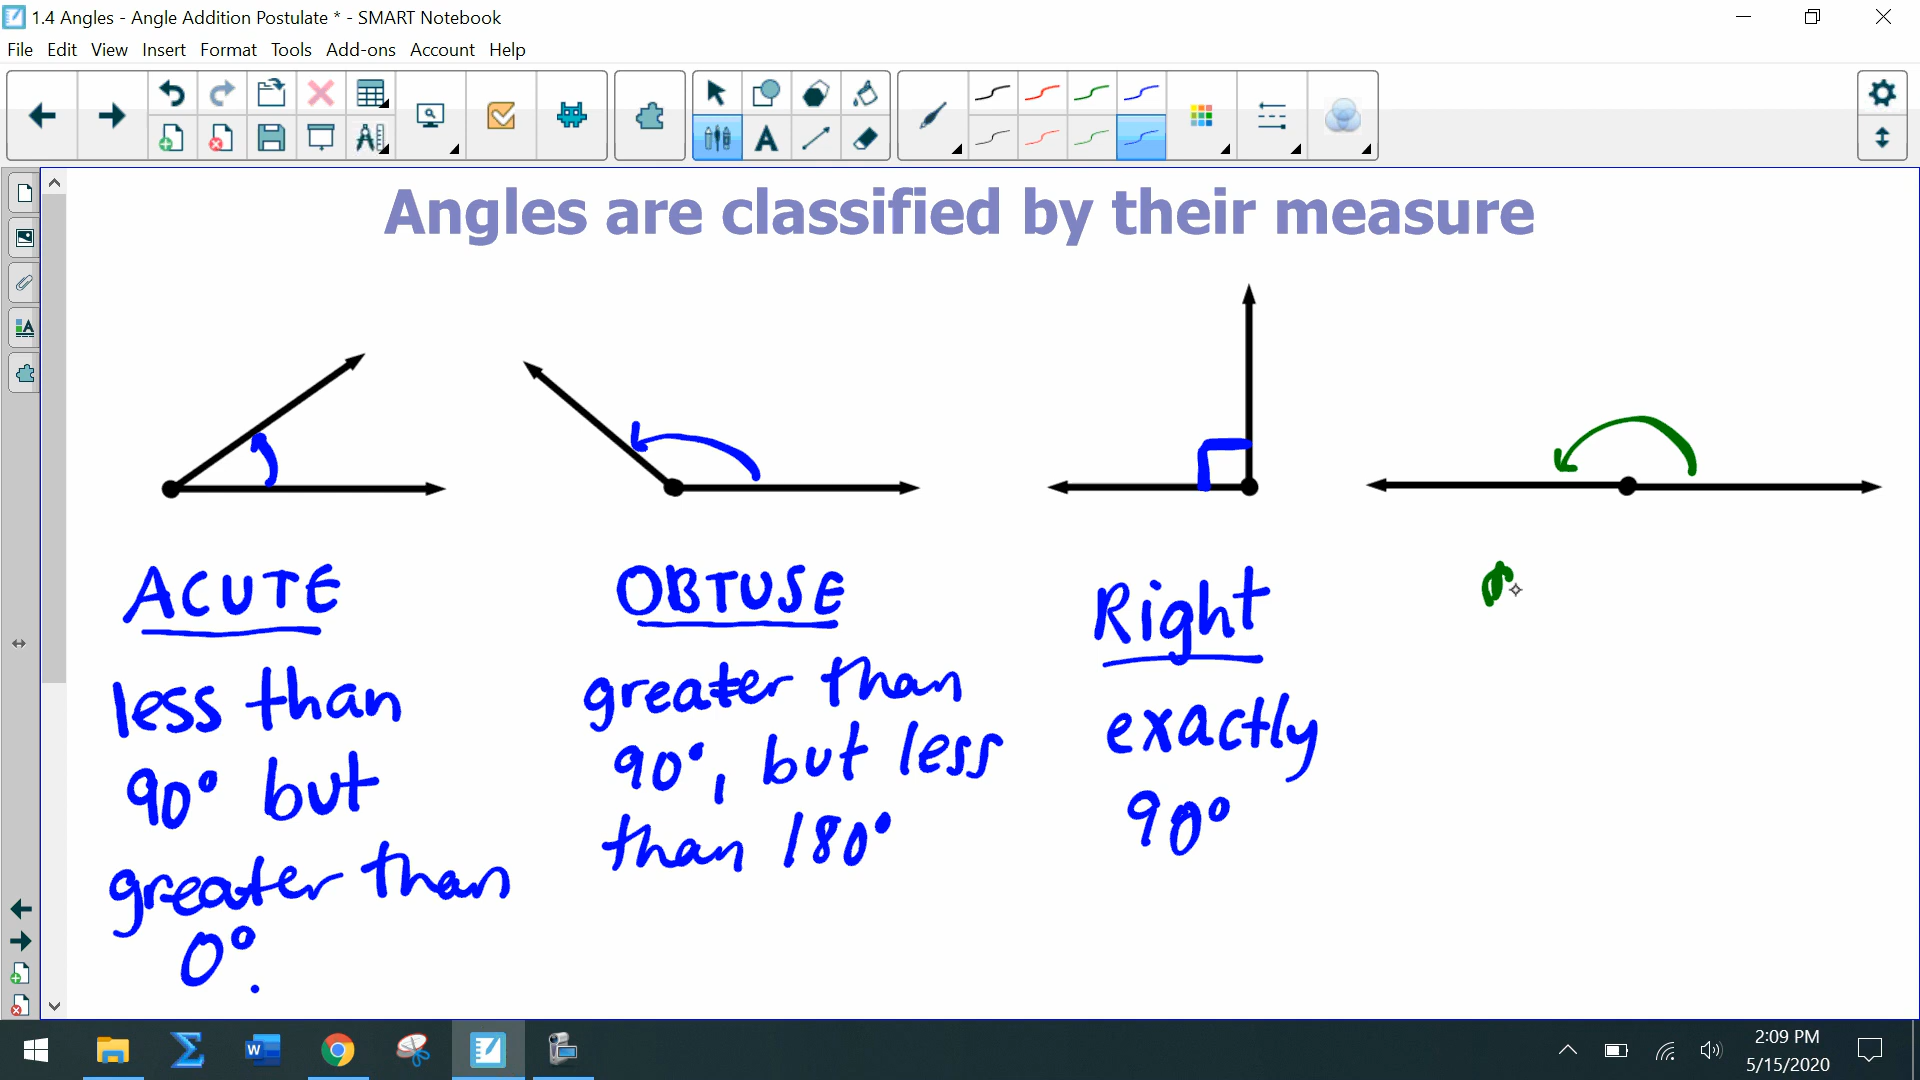 1.4 Angles - Angle Addition Postulate * - SMART Notebook
File Edit View Insert Format Tools Add-ons Account Help
Angles are classified by their measure
ACUTE
less than
90° but
greater than
0°.
OBTUSE
greater than
90°, but less
than 180°
Right
exactly
90°
2:09 PM
5/15/2020